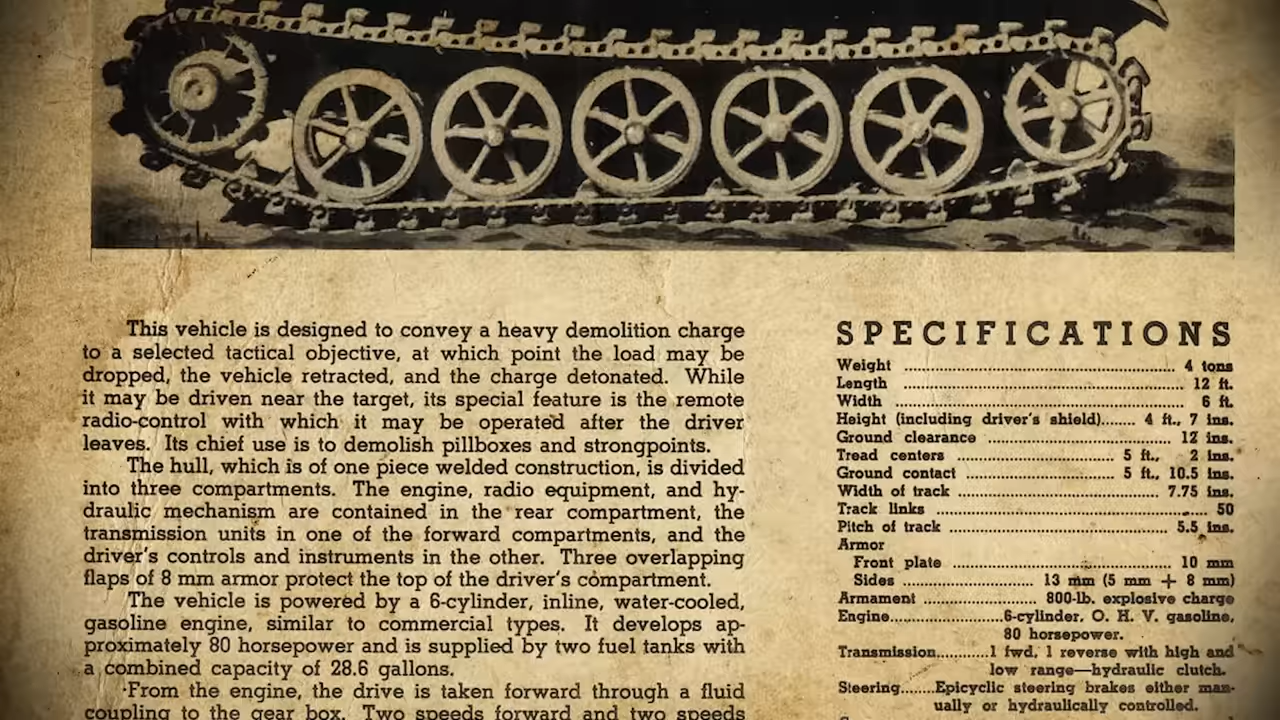 This vehicle is designed to convey a heavy demolition charge
to a selected tactical objective, at which point the load may be
dropped, the vehicle retracted, and the charge detonated. While
it may be driven near the target, its special feature is the remote
radio-control with which it may be operated after the driver
leaves. Its chief use is to demolish pillboxes and strongpoints.
The hull, which is of one piece welded construction, is divided
into three compartments. The engine, radio equipment, and hy-
draulic mechanism are contained in the rear compartment, the
transmission units in one of the forward compartments, and the
driver's controls and instruments in the other. Three overlapping
flaps of 8 mm armor protect the top of the driver's compartment.
The vehicle is powered by a 6-cylinder, inline, water-cooled,
gasoline engine, similar to commercial types. It develops ap-
proximately 80 horsepower and is supplied by two fuel tanks with
a combined capacity of 28.6 gallons.
From the engine, the drive is taken forward through a fluid
coupling to the gear box. Two speeds forward and two speeds
SPECIFICATIONS
Weight ........ 4 tons
Length ........ 12 ft.
Width ........ 6 ft.
Height (including driver's shield)....... 4 ft., 7 ins.
Ground clearance ........ 12 ins.
Tread centers ........ 5 ft., 2 ins.
Ground contact ........ 5 ft., 10.5 ins.
Width of track ........ 7.75 ins.
Track links ........ 50
Pitch of track ........ 5.5 ins.
Armor
Front plate ........ 10 mm
Sides ........ 13 mm (5 mm + 8 mm)
Armament ........ 800-lb. explosive charge
Engine........6-cylinder, O. H. V. gasoline,
80 horsepower.
Transmission........1 fwd, 1 reverse with high and
low range—hydraulic clutch.
Steering.......Epicyclic steering brakes either man-
ually or hydraulically controlled.